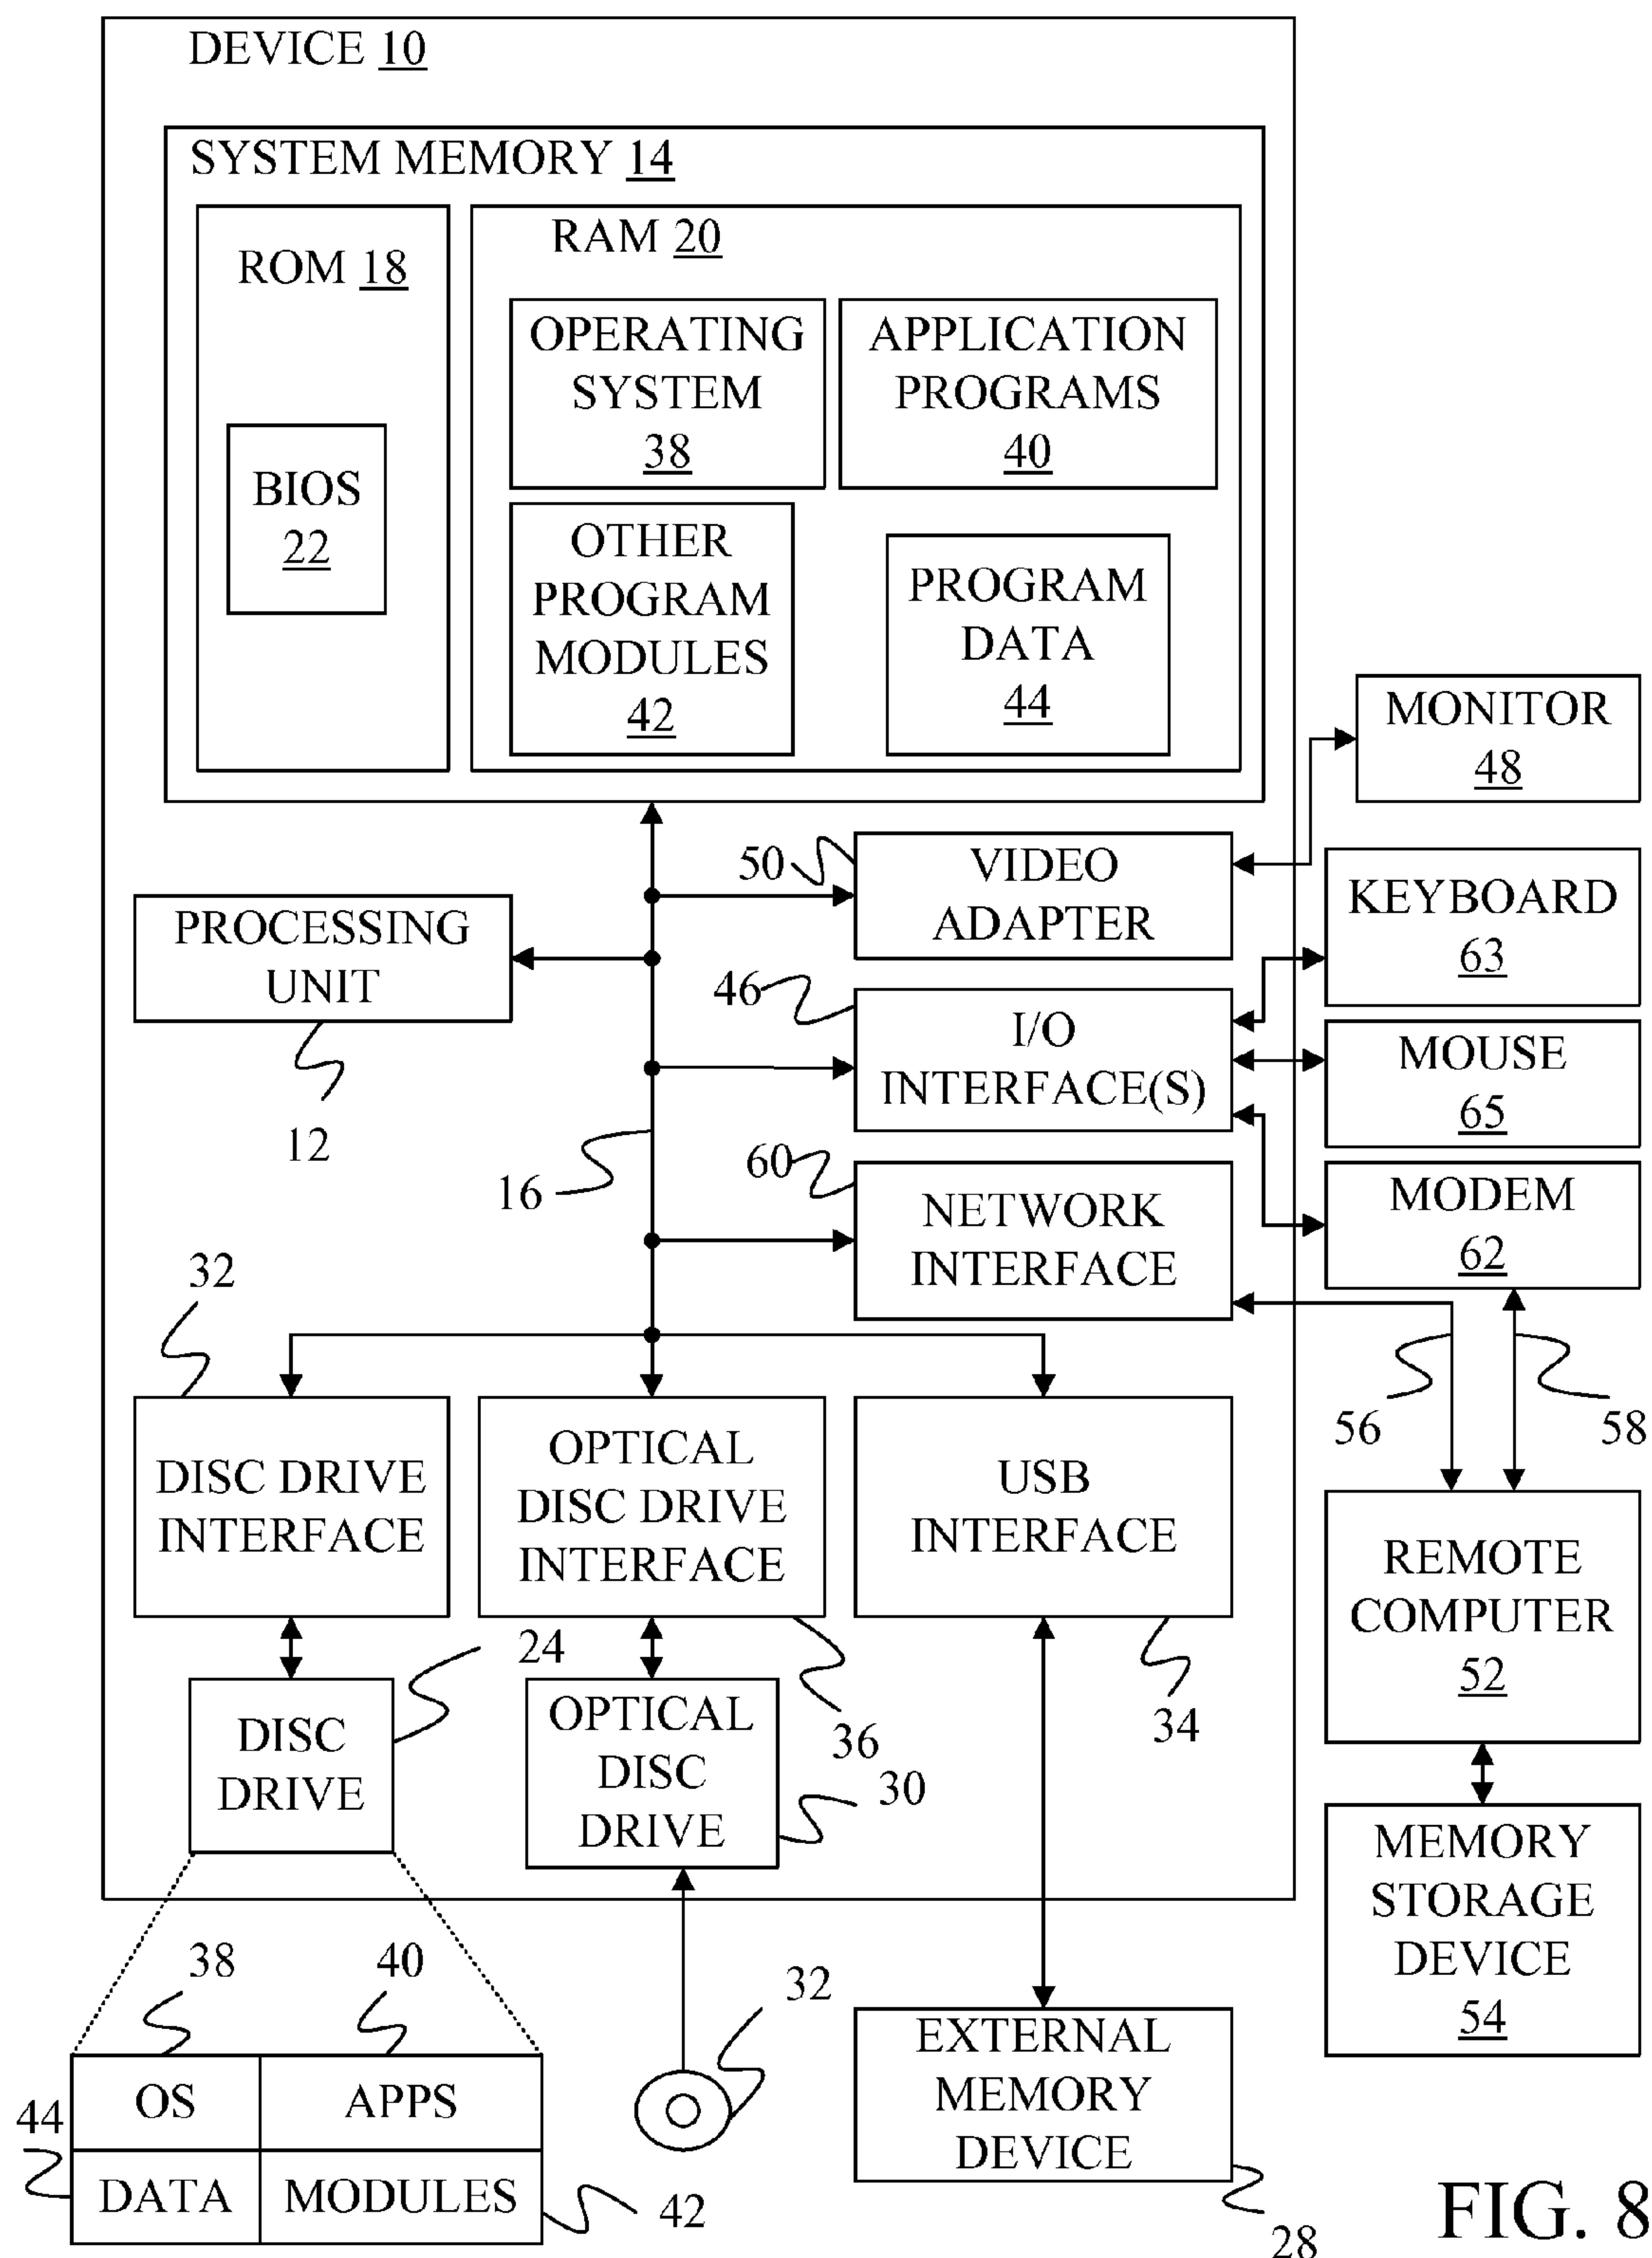 DEVICE 10
SYSTEM MEMORY 14
ROM 18
BIOS
22
RAM 20
OPERATING
SYSTEM
38
APPLICATION
PROGRAMS
40
OTHER
PROGRAM
MODULES
42
PROGRAM
DATA
44
MONITOR
48
50
VIDEO
ADAPTER
PROCESSING
UNIT
12
KEYBOARD
63
46
I/O
INTERFACE(S)
MOUSE
65
16
60
NETWORK
INTERFACE
MODEM
62
32
56
58
DISC DRIVE
INTERFACE
OPTICAL
DISC DRIVE
INTERFACE
USB
INTERFACE
REMOTE
COMPUTER
52
24
36
34
DISC
DRIVE
OPTICAL
DISC
DRIVE
30
MEMORY
STORAGE
DEVICE
54
38
40
32
OS
APPS
44
DATA
MODULES
42
EXTERNAL
MEMORY
DEVICE
28
FIG. 8